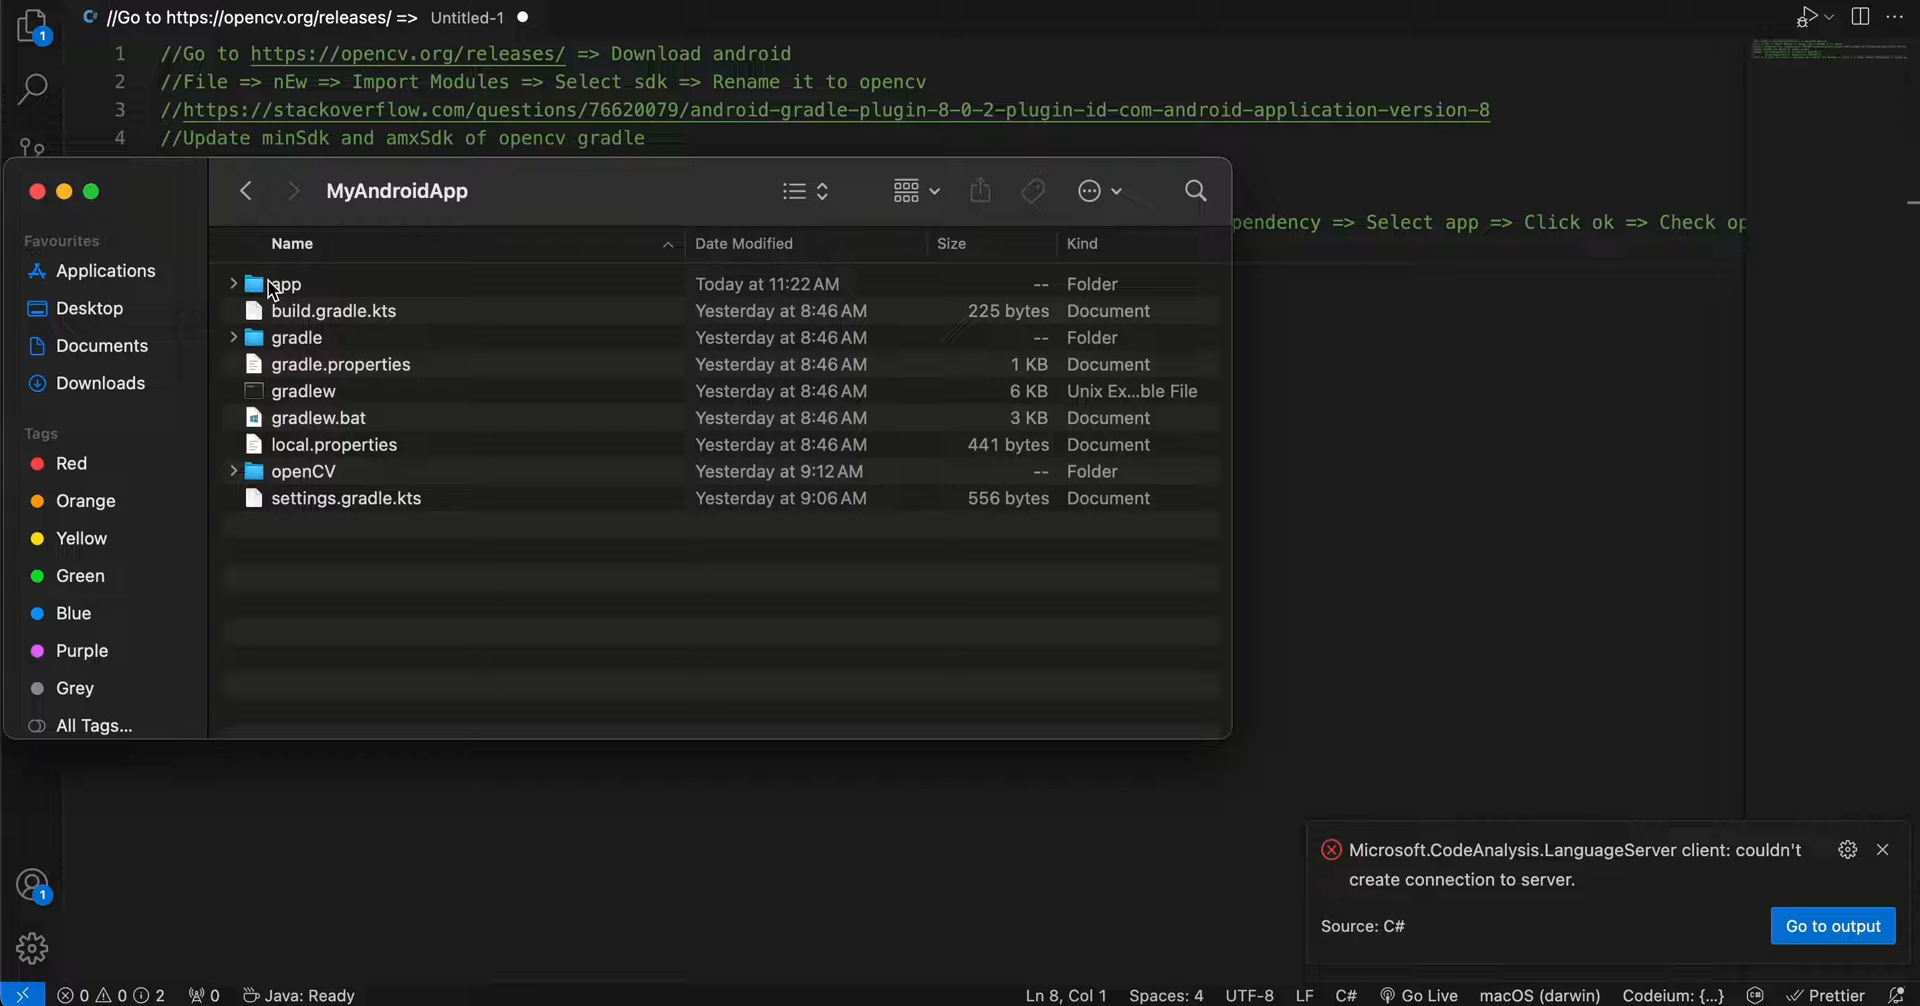 //Go to https://opencv.org/releases/ => Untitled-1
1 //Go to https://opencv.org/releases/ => Download android
2 //File => nEw => Import Modules => Select sdk => Rename it to opencv
3 //https://stackoverflow.com/questions/76620079/android-gradle-plugin-8-0-2-plugin-id-com-android-application-version-8
4 //Update minSdk and amxSdk of opencv gradle
pendency => Select app => Click ok => Check op
MyAndroidApp
Favourites
Applications
Desktop
Documents
Downloads
Tags
Red
Orange
Yellow
Green
Blue
Purple
Grey
All Tags...
Name Date Modified Size Kind
app Today at 11:22 AM -- Folder
build.gradle.kts Yesterday at 8:46 AM 225 bytes Document
gradle Yesterday at 8:46 AM -- Folder
gradle.properties Yesterday at 8:46 AM 1 KB Document
gradlew Yesterday at 8:46 AM 6 KB Unix Ex...ble File
gradlew.bat Yesterday at 8:46 AM 3 KB Document
local.properties Yesterday at 8:46 AM 441 bytes Document
openCV Yesterday at 9:12 AM -- Folder
settings.gradle.kts Yesterday at 9:06 AM 556 bytes Document
Microsoft.CodeAnalysis.LanguageServer client: couldn't
create connection to server.
Source: C#
Go to output
1
1
0 0 2 0 Java: Ready Ln 8, Col 1 Spaces: 4 UTF-8 LF C# Go Live macOS (darwin) Codeium: {...} Prettier